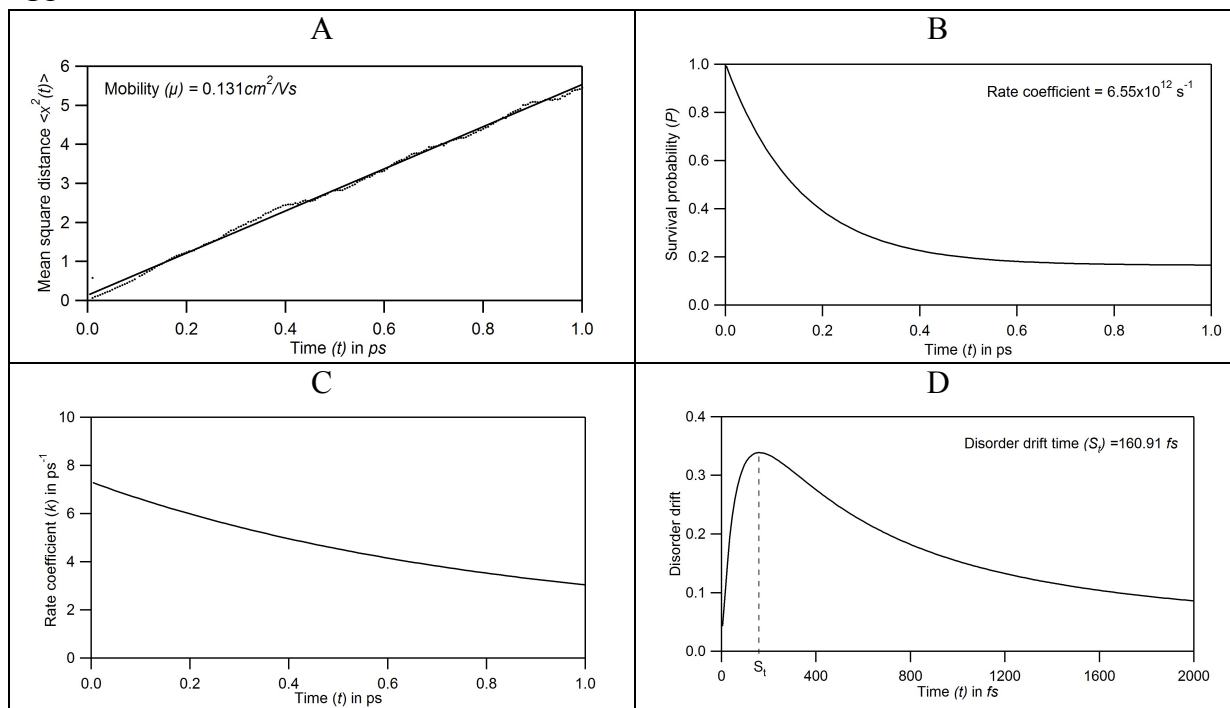 A
Mobility (μ) = 0.131cm²/Vs
Mean square distance <x²(t)>
6
5
4
3
2
1
0
0.0 0.2 0.4 0.6 0.8 1.0
Time (t) in ps
B
Rate coefficient = 6.55x10¹² s⁻¹
Survival probability (P)
1.0
0.8
0.6
0.4
0.2
0.0
0.0 0.2 0.4 0.6 0.8 1.0
Time (t) in ps
C
Rate coefficient (k) in ps⁻¹
10
8
6
4
2
0
0.0 0.2 0.4 0.6 0.8 1.0
Time (t) in ps
D
Disorder drift time (Sₜ) =160.91 fs
Disorder drift
0.4
0.3
0.2
0.1
0.0
0 Sₜ 400 800 1200 1600 2000
Time (t) in fs